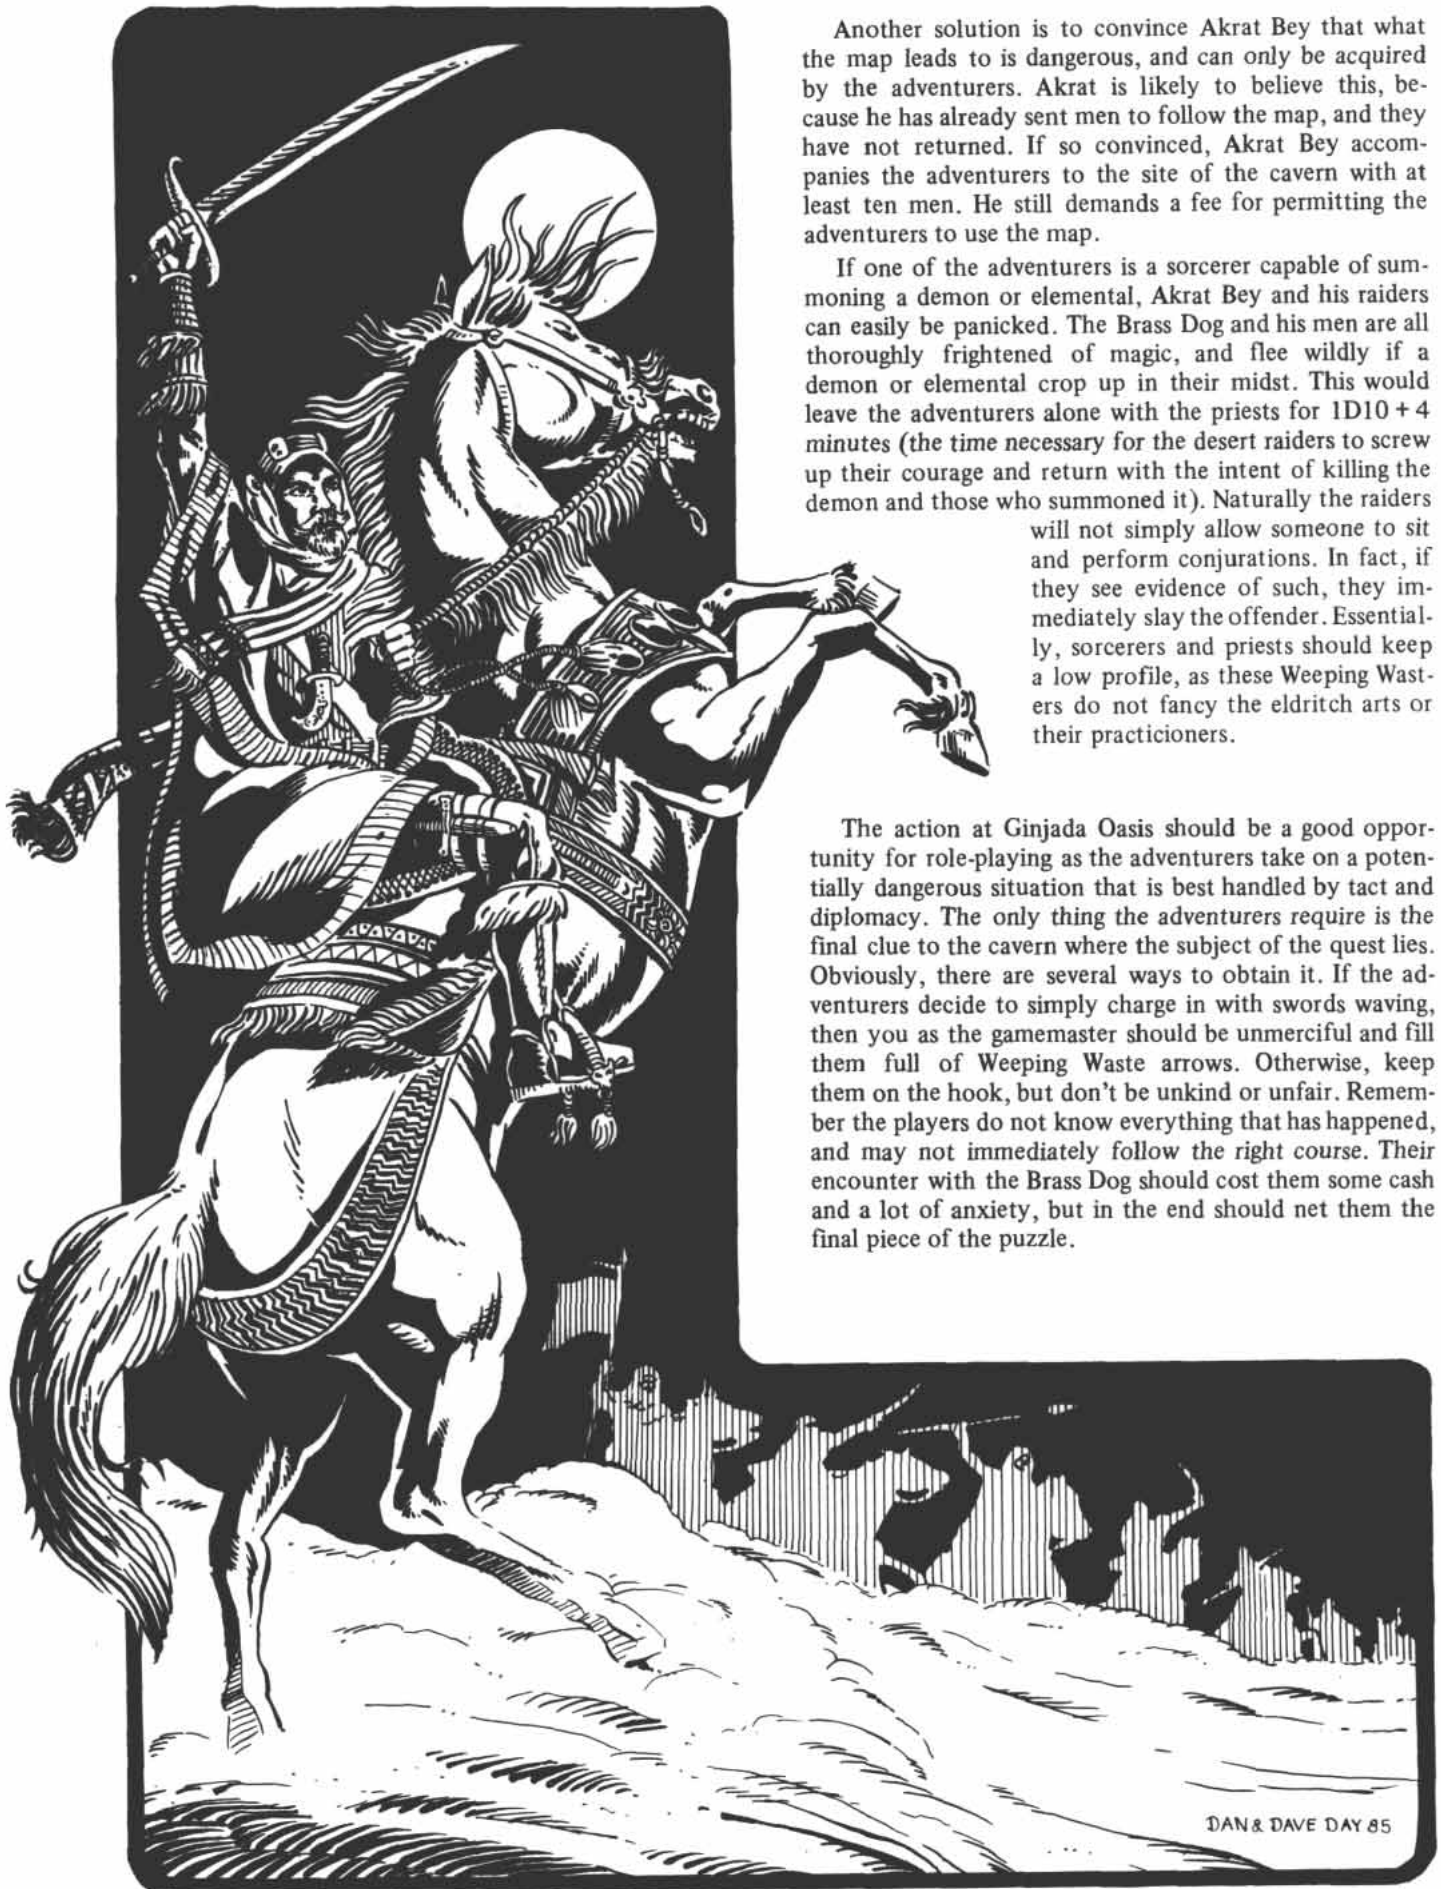 Another solution is to convince Akrat Bey that what
the map leads to is dangerous, and can only be acquired
by the adventurers. Akrat is likely to believe this, be-
cause he has already sent men to follow the map, and they
have not returned. If so convinced, Akrat Bey accom-
panies the adventurers to the site of the cavern with at
least ten men. He still demands a fee for permitting the
adventurers to use the map.
If one of the adventurers is a sorcerer capable of sum-
moning a demon or elemental, Akrat Bey and his raiders
can easily be panicked. The Brass Dog and his men are all
thoroughly frightened of magic, and flee wildly if a
demon or elemental crop up in their midst. This would
leave the adventurers alone with the priests for 1D10 + 4
minutes (the time necessary for the desert raiders to screw
up their courage and return with the intent of killing the
demon and those who summoned it). Naturally the raiders
will not simply allow someone to sit
and perform conjurations. In fact, if
they see evidence of such, they im-
mediately slay the offender. Essential-
ly, sorcerers and priests should keep
a low profile, as these Weeping Wast-
ers do not fancy the eldritch arts or
their practicioners.
The action at Ginjada Oasis should be a good oppor-
tunity for role-playing as the adventurers take on a poten-
tially dangerous situation that is best handled by tact and
diplomacy. The only thing the adventurers require is the
final clue to the cavern where the subject of the quest lies.
Obviously, there are several ways to obtain it. If the ad-
venturers decide to simply charge in with swords waving,
then you as the gamemaster should be unmerciful and fill
them full of Weeping Waste arrows. Otherwise, keep
them on the hook, but don't be unkind or unfair. Remem-
ber the players do not know everything that has happened,
and may not immediately follow the right course. Their
encounter with the Brass Dog should cost them some cash
and a lot of anxiety, but in the end should net them the
final piece of the puzzle.
DAN & DAVE DAY 85